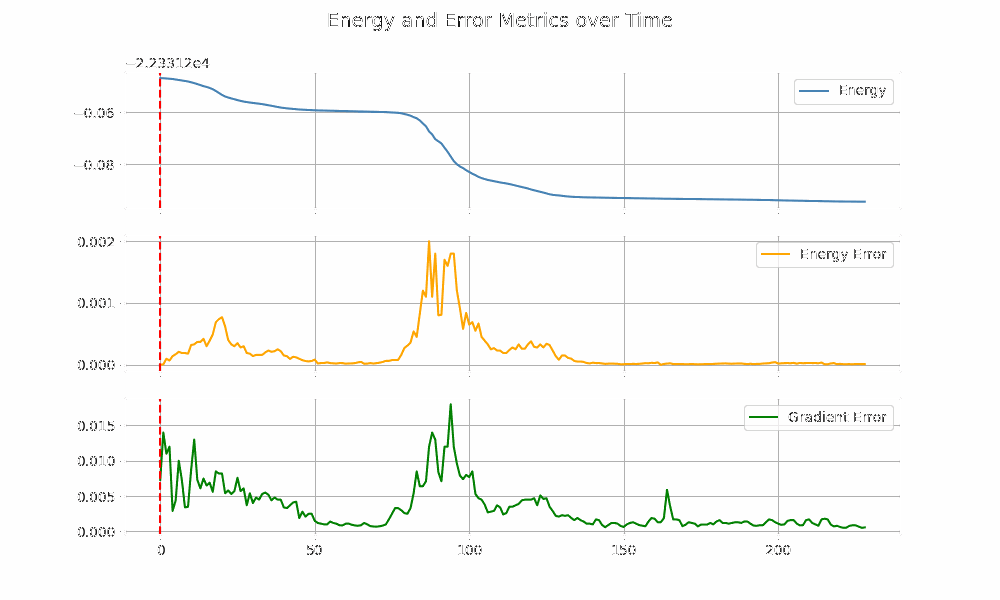 Energy and Error Metrics over Time
−2.23312e4
Energy
−0.06
−0.08
0.002
Energy Error
0.001
0.000
0.015
Gradient Error
0.010
0.005
0.000
0 50 100 150 200